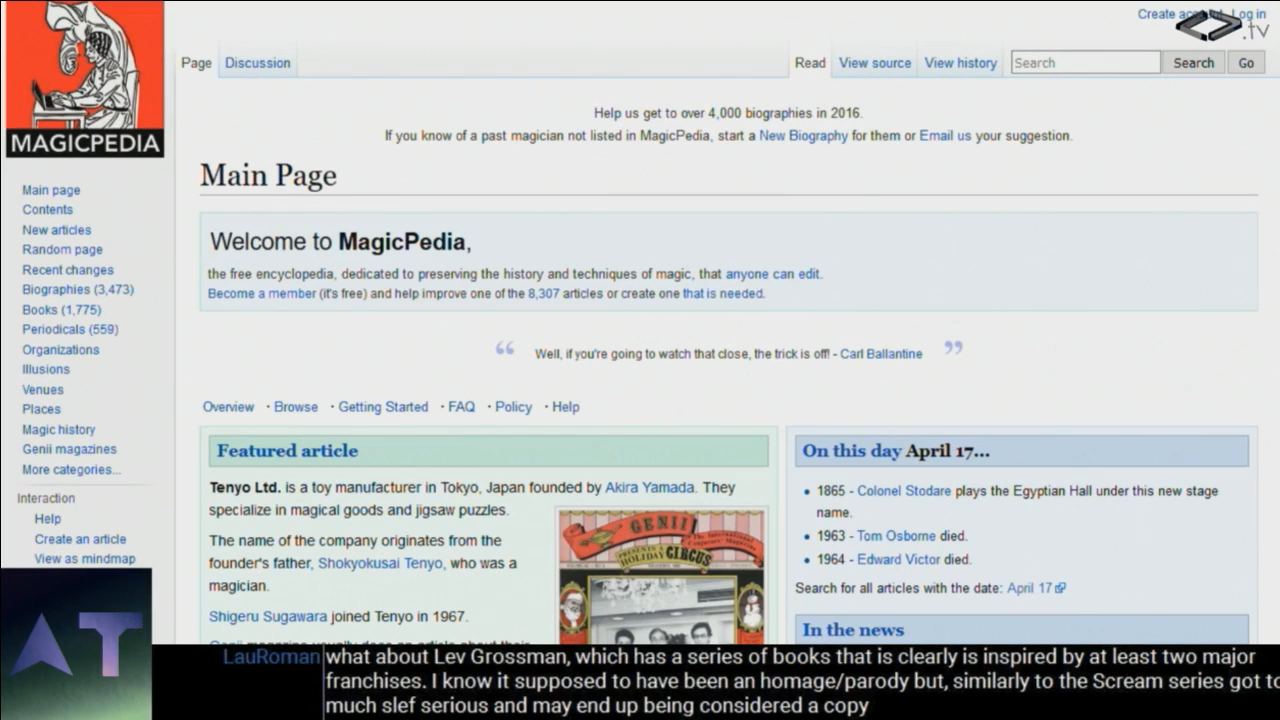 Create Log in
.tv
MAGICPEDIA
Page Discussion Read View source View history Search Search Go
Help us get to over 4,000 biographies in 2016.
If you know of a past magician not listed in MagicPedia, start a New Biography for them or Email us your suggestion.
Main Page
Main page
Contents
New articles
Random page
Recent changes
Biographies (3,473)
Books (1,775)
Periodicals (559)
Organizations
Illusions
Venues
Places
Magic history
Genii magazines
More categories...
Interaction
Help
Create an article
View as mindmap
Welcome to MagicPedia,
the free encyclopedia, dedicated to preserving the history and techniques of magic, that anyone can edit.
Become a member (it's free) and help improve one of the 8,307 articles or create one that is needed.
“ Well, if you're going to watch that close, the trick is off! - Carl Ballantine ”
Overview · Browse · Getting Started · FAQ · Policy · Help
Featured article
Tenyo Ltd. is a toy manufacturer in Tokyo, Japan founded by Akira Yamada. They
specialize in magical goods and jigsaw puzzles.
The name of the company originates from the
founder's father, Shokyokusai Tenyo, who was a
magician.
Shigeru Sugawara joined Tenyo in 1967.
GENII
The International
Conjurors' Magazine
PRESENTS A
HOLIDAY CIRCUS
On this day April 17...
• 1865 - Colonel Stodare plays the Egyptian Hall under this new stage
name.
• 1963 - Tom Osborne died.
• 1964 - Edward Victor died.
Search for all articles with the date: April 17
In the news
AT
LauRoman what about Lev Grossman, which has a series of books that is clearly is inspired by at least two major
franchises. I know it supposed to have been an homage/parody but, similarly to the Scream series got to
much slef serious and may end up being considered a copy